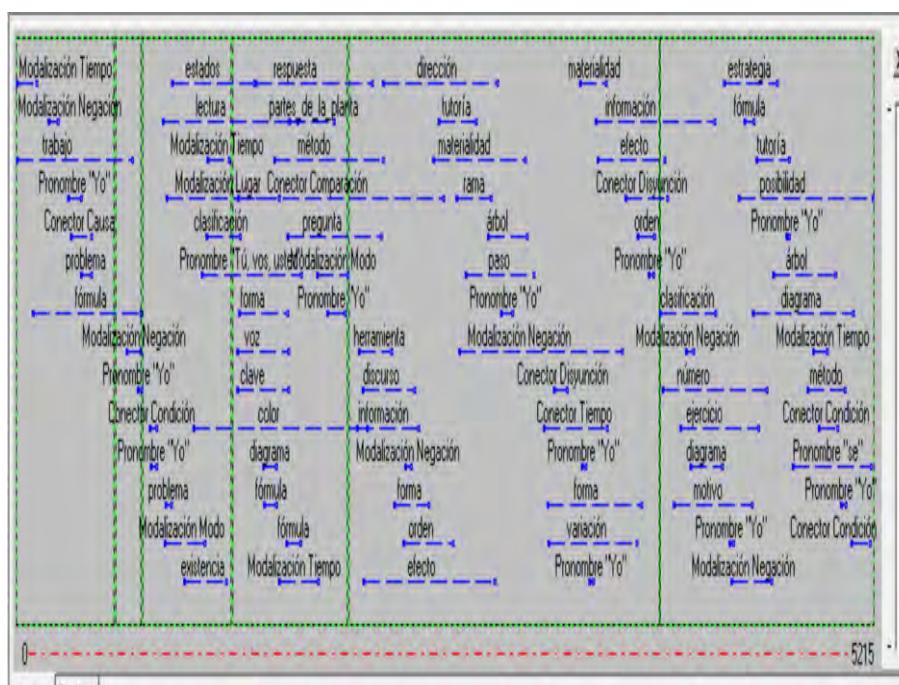 Modalización Tiempo estados respuesta dirección materialidad estrategia
Modalización Negación lectura partes_de_la_planta tutoría información fórmula
trabajo Modalización Tiempo método materialidad efecto tutoría
Pronombre "Yo" Modalización Lugar Conector Comparación rama Conector Disyunción posibilidad
Conector Causa clasificación pregunta árbol orden Pronombre "Yo"
problema Pronombre "Tú, vos, usted" Modalización Modo paso Pronombre "Yo" árbol
fórmula forma Pronombre "Yo" Pronombre "Yo" clasificación diagrama
Modalización Negación voz herramienta Modalización Negación Modalización Negación Modalización Tiempo
Pronombre "Yo" clave discurso Conector Disyunción número método
Conector Condición color información Conector Tiempo ejercicio Conector Condición
Pronombre "Yo" diagrama Modalización Negación Pronombre "Yo" diagrama Pronombre "se"
problema fórmula forma forma motivo Pronombre "Yo"
Modalización Modo fórmula orden variación Pronombre "Yo" Conector Condición
existencia Modalización Tiempo efecto Pronombre "Yo" Modalización Negación
0 5215